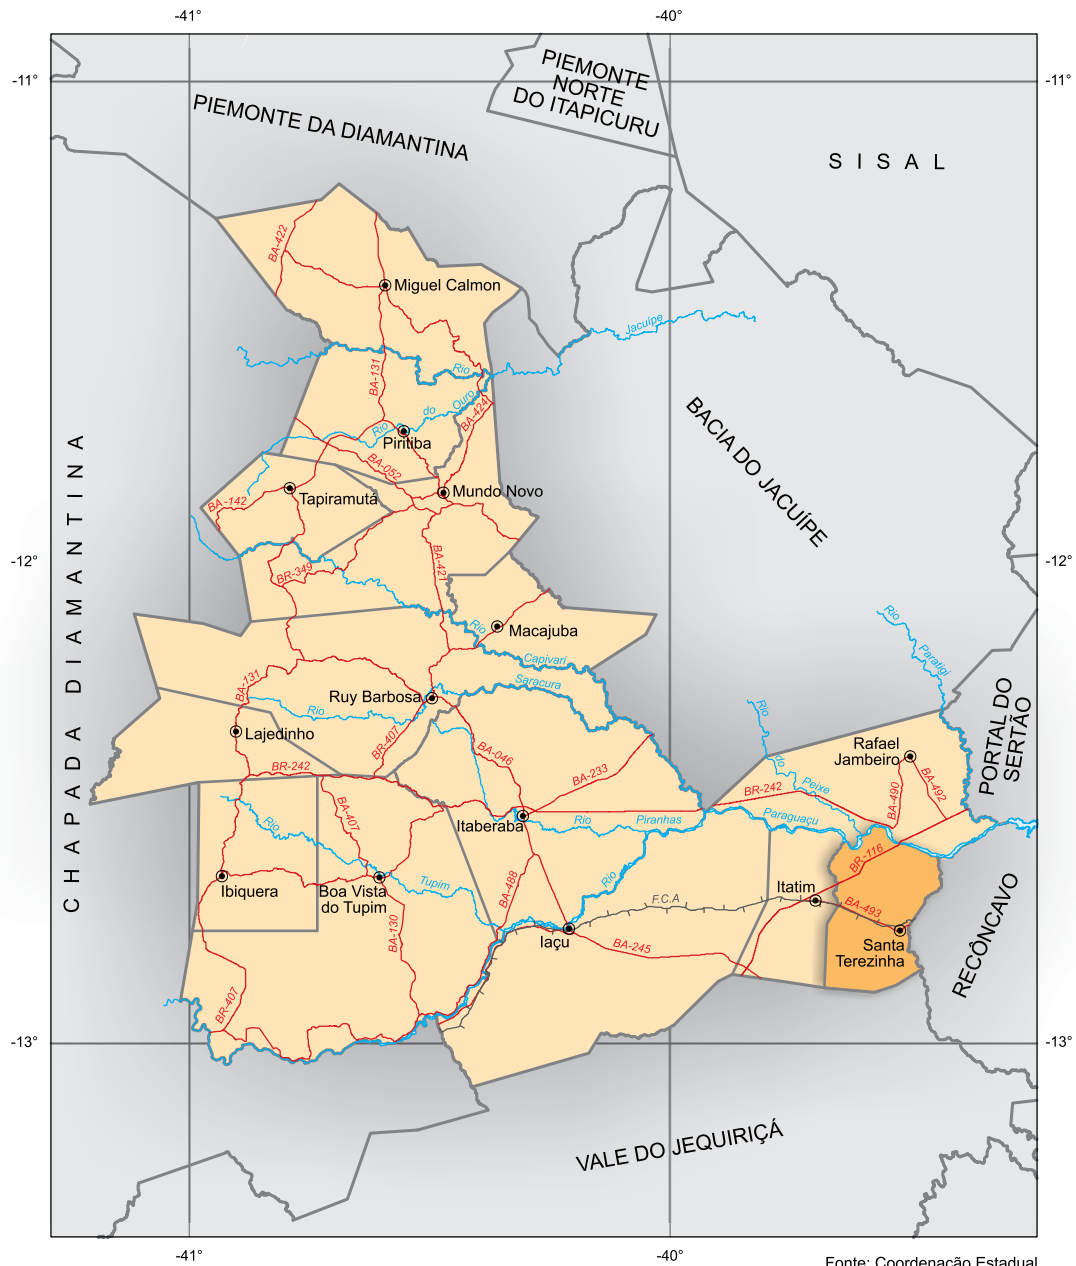 -41°
-40°
-11°
-11°
PIEMONTE
NORTE
DO ITAPICURU
PIEMONTE DA DIAMANTINA
SISAL
BA-422
Miguel Calmon
Jacuípe
Rio
BA-131
BA-424
Rio
do
Ouro
Piritiba
BA-052
BACIA DO JACUÍPE
CHAPADA DIAMANTINA
Mundo Novo
Tapiramutá
BA-142
-12°
-12°
BA-421
BR-349
Rio
Macajuba
Rio
Paratigi
Capivari
Saracura
BA-131
Ruy Barbosa
Rio
Lajedinho
BR-407
BA-046
Rio
do
Peixe
Rafael
Jambeiro
PORTAL DO
SERTÃO
BR-242
BA-233
BR-242
BA-490
BA-492
BA-407
Itaberaba
Rio
Piranhas
Paraguaçu
Rio
BR-116
Ibiquera
Boa Vista
do Tupim
Tupim
BA-488
Rio
F.C.A
Itatim
BA-493
RECÔNCAVO
BA-130
Iaçu
BA-245
Santa
Terezinha
BR-407
-13°
-13°
VALE DO JEQUIRIÇÁ
-41°
-40°
Fonte: Coordenação Estadual